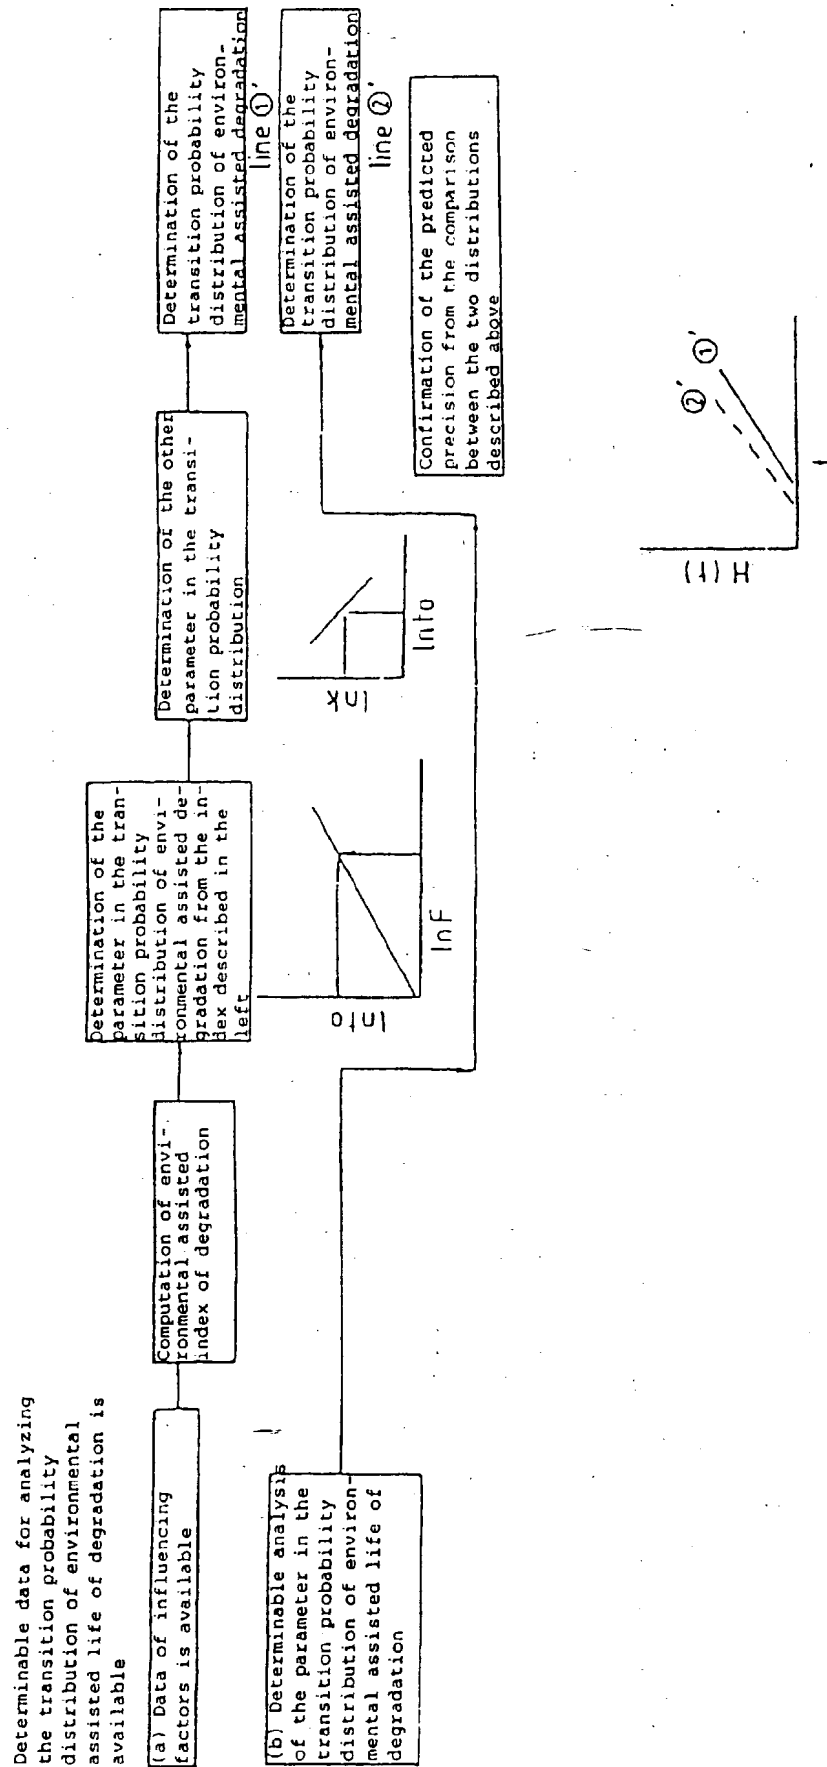 Determinable data for analyzing
the transition probability
distribution of environmental
assisted life of degradation is
available
(a) Data of influencing
factors is available
Computation of envi-
ronmental assisted
index of degradation
Determination of the
parameter in the tran-
sition probability
distribution of envi-
ronmental assisted de-
gradation from the in-
dex described in the
left
lnto
lnF
Determination of the other
parameter in the transi-
tion probability
distribution
lnk
lnto
Determination of the
transition probability
distribution of environ-
mental assisted degradation
line ①'
(b) Determinable analysis
of the parameter in the
transition probability
distribution of environ-
mental assisted life of
degradation
Determination of the
transition probability
distribution of environ-
mental assisted degradation
line ②'
Confirmation of the predicted
precision from the comparison
between the two distributions
described above
H(t)
②'
①'
t